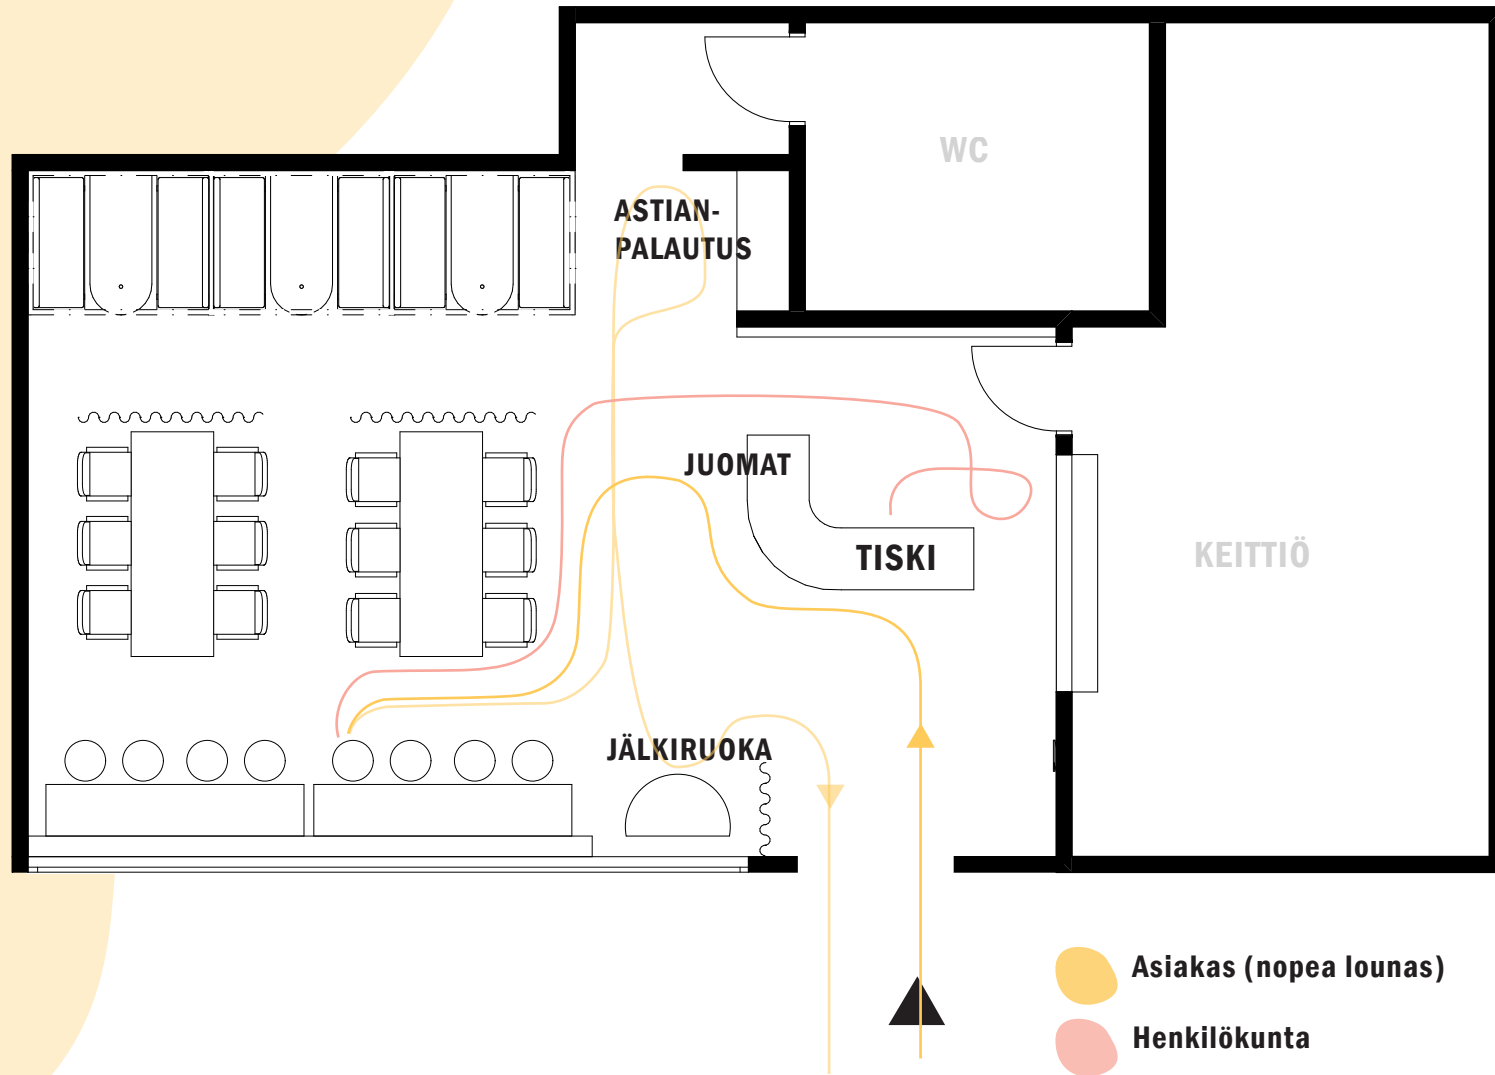 WC
ASTIAN-
PALAUTUS
JUOMAT
TISKI
KEITTIÖ
JÄLKIRUOKA
Asiakas (nopea lounas)
Henkilökunta